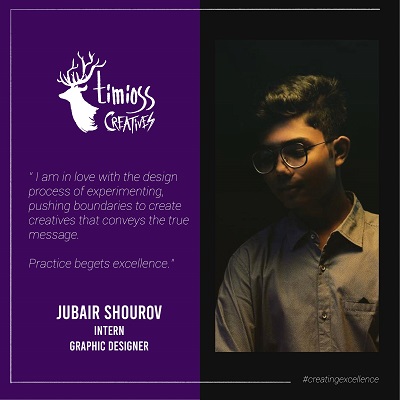 timioss
CREATIVES
" I am in love with the design
process of experimenting,
pushing boundaries to create
creatives that conveys the true
message.
Practice begets excellence."
JUBAIR SHOUROV
INTERN
GRAPHIC DESIGNER
#creatingexcellence